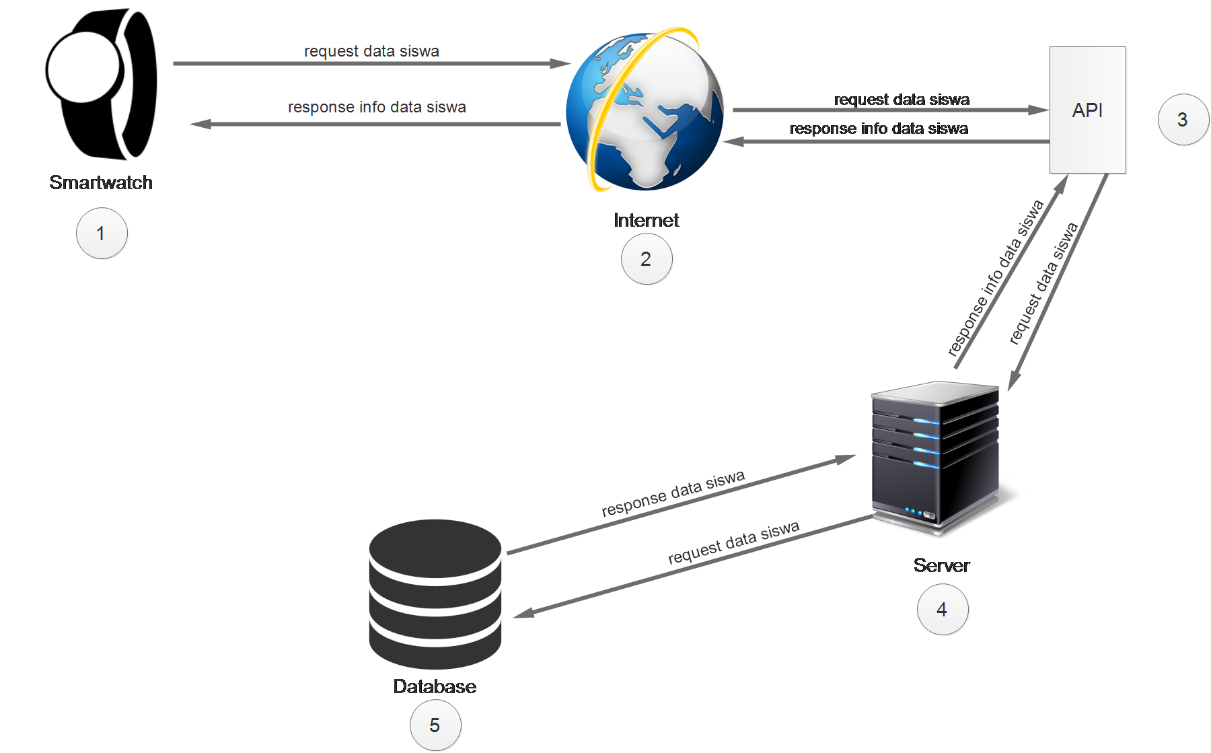 request data siswa
response info data siswa
Smartwatch
1
Internet
2
request data siswa
response info data siswa
API
3
response info data siswa
request data siswa
Server
4
response data siswa
request data siswa
Database
5